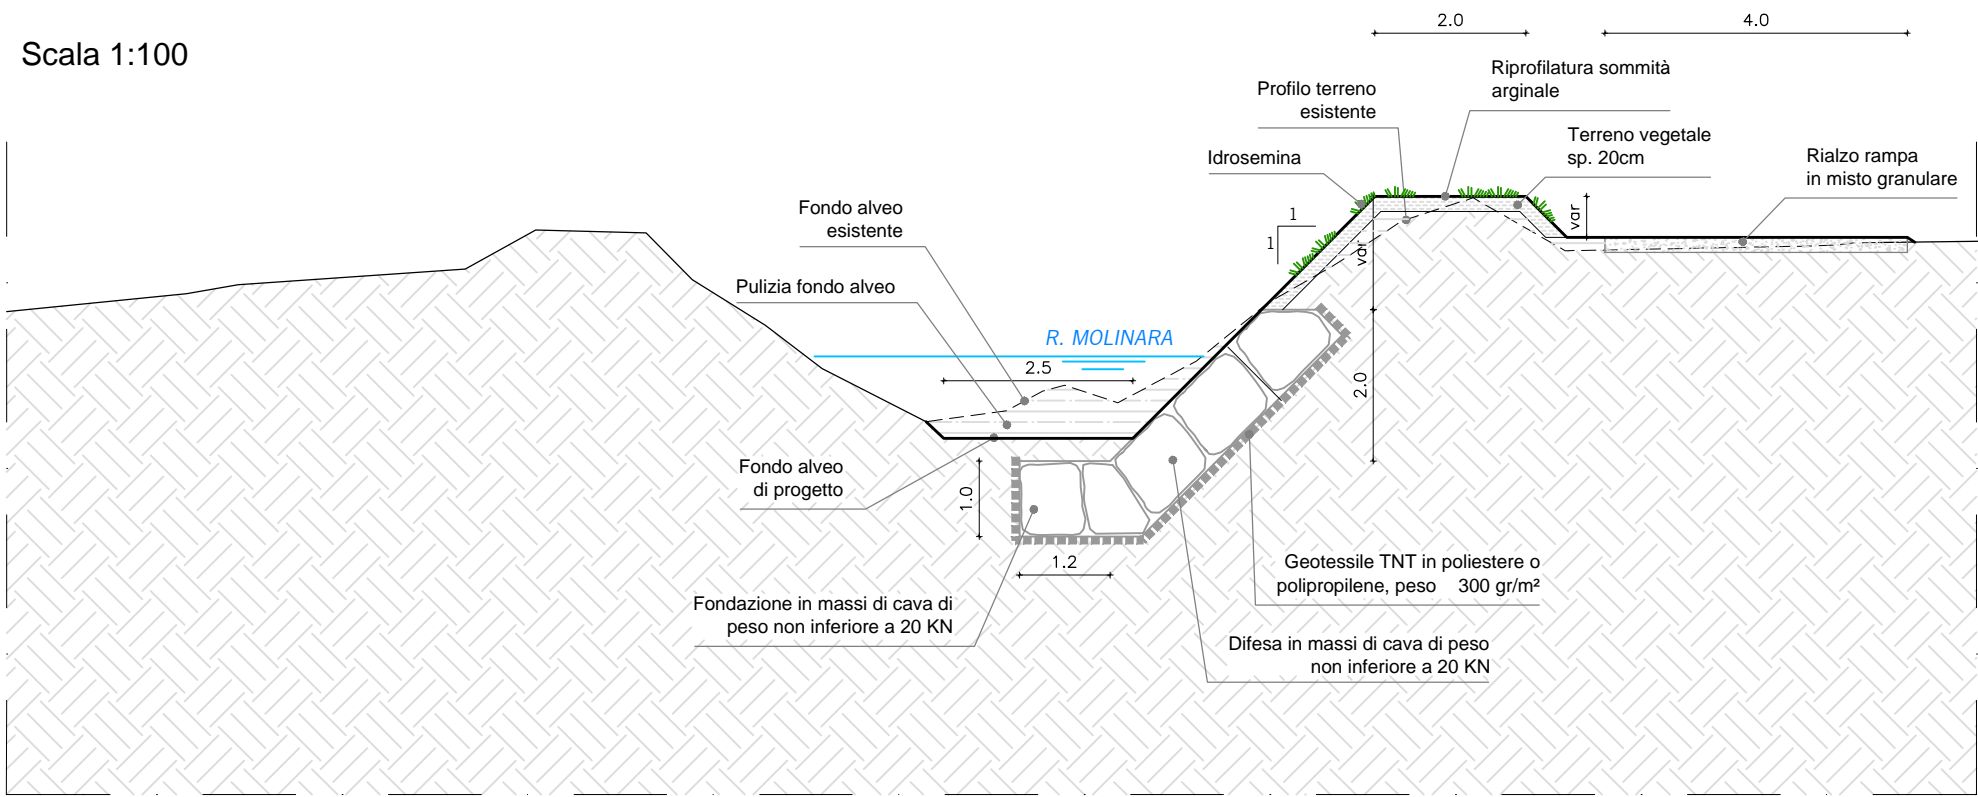 Scala 1:100
2.0
4.0
Riprofilatura sommità
arginale
Profilo terreno
esistente
Terreno vegetale
sp. 20cm
Idrosemina
Rialzo rampa
in misto granulare
Fondo alveo
esistente
1
1
var
var
Pulizia fondo alveo
R. MOLINARA
2.5
2.0
Fondo alveo
di progetto
1.0
1.2
Geotessile TNT in poliestere o
polipropilene, peso 300 gr/m²
Fondazione in massi di cava di
peso non inferiore a 20 KN
Difesa in massi di cava di peso
non inferiore a 20 KN